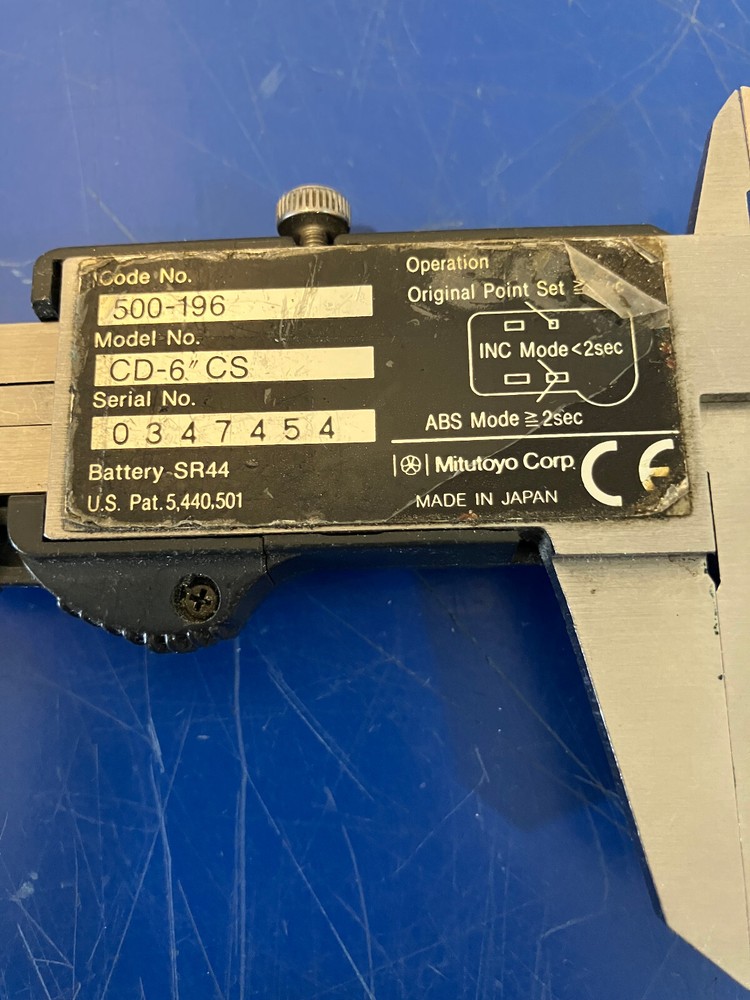 Code No.
500-196
Model No.
CD-6″CS
Serial No.
0347454
Battery SR44
U.S. Pat. 5,440,501
Operation
Original Point Set ≧
INC Mode<2sec
ABS Mode≧2sec
Mitutoyo Corp.
MADE IN JAPAN
CE